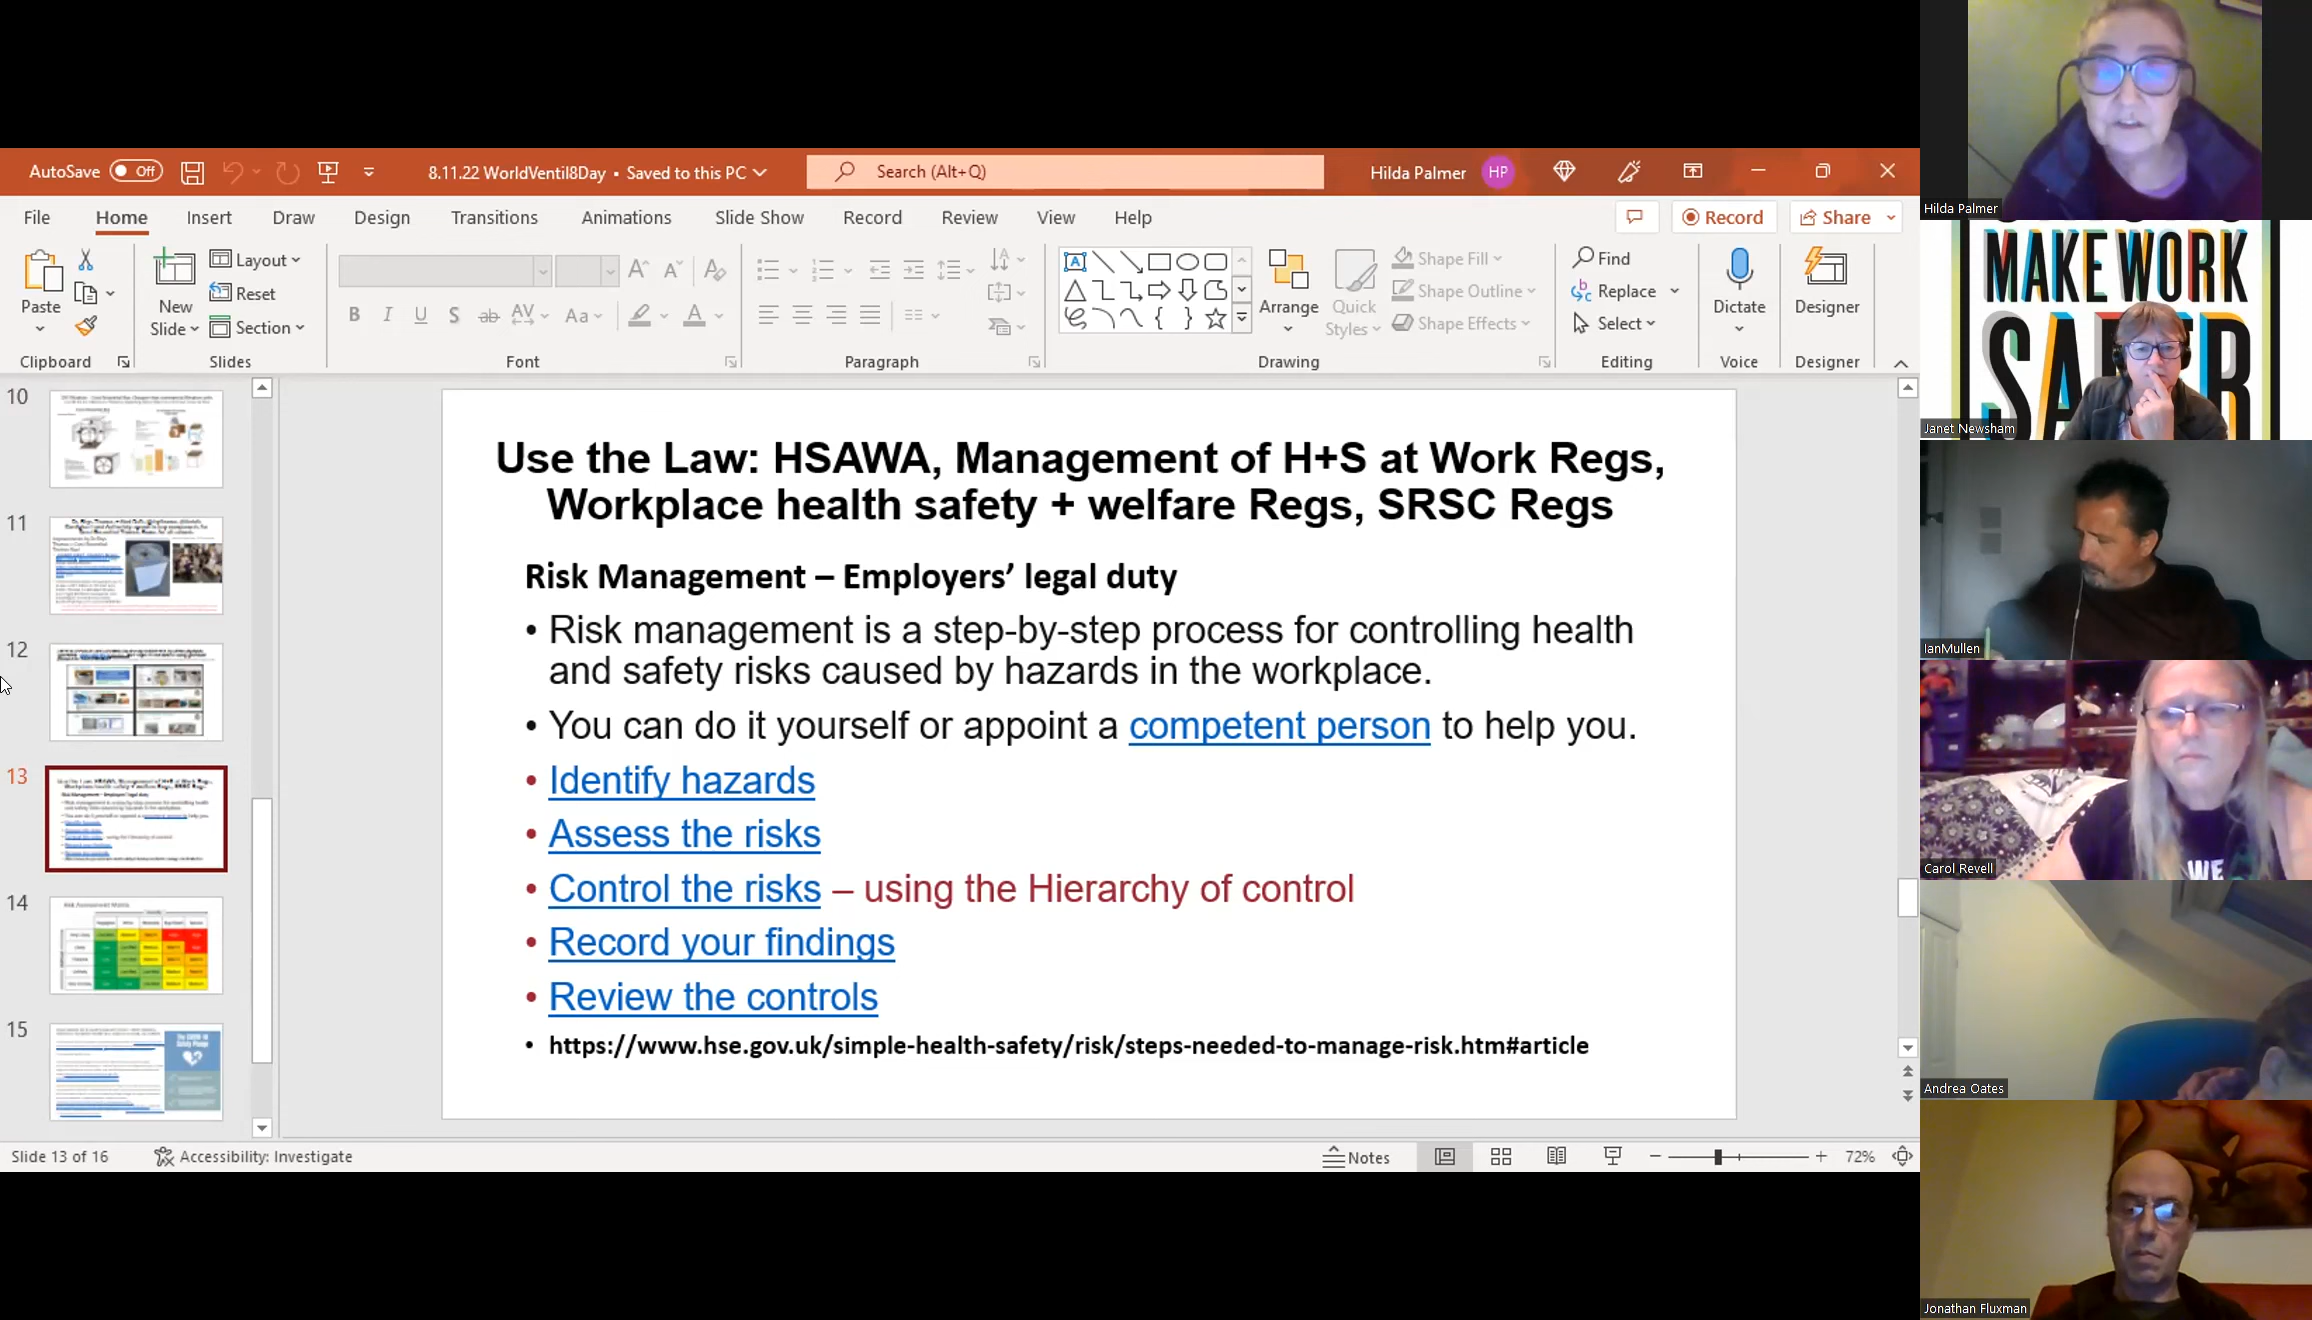 AutoSave Off
8.11.22 WorldVentil8Day • Saved to this PC
Search (Alt+Q)
Hilda Palmer HP
File Home Insert Draw Design Transitions Animations Slide Show Record Review View Help
Record Share
Paste
Clipboard
New Slide
Layout
Reset
Section
Slides
B I U S ab AV Aa A
Font
Paragraph
Arrange
Quick Styles
Shape Fill
Shape Outline
Shape Effects
Drawing
Find
Replace
Select
Editing
Dictate
Voice
Designer
Designer
10
11
12
13
14
15
Use the Law: HSAWA, Management of H+S at Work Regs,
Workplace health safety + welfare Regs, SRSC Regs
Risk Management – Employers’ legal duty
• Risk management is a step-by-step process for controlling health
and safety risks caused by hazards in the workplace.
• You can do it yourself or appoint a competent person to help you.
• Identify hazards
• Assess the risks
• Control the risks – using the Hierarchy of control
• Record your findings
• Review the controls
• https://www.hse.gov.uk/simple-health-safety/risk/steps-needed-to-manage-risk.htm#article
Slide 13 of 16
Accessibility: Investigate
Notes
72%
Hilda Palmer
MAKE WORK
SAFER
Janet Newsham
IanMullen
WE
Carol Revell
Andrea Oates
Jonathan Fluxman